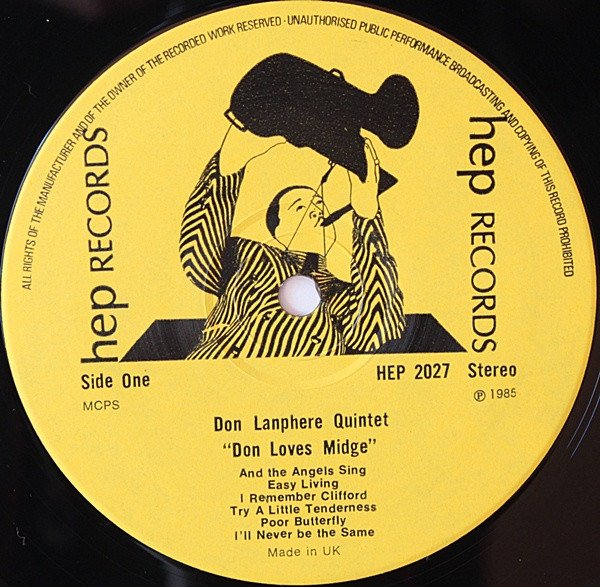 ALL RIGHTS OF THE MANUFACTURER AND OF THE OWNER OF THE RECORDED WORK RESERVED · UNAUTHORISED PUBLIC PERFORMANCE BROADCASTING AND COPYING OF THIS RECORD PROHIBITED
hep RECORDS
hep RECORDS
Side One
HEP 2027 Stereo
MCPS
℗ 1985
Don Lanphere Quintet
“Don Loves Midge”
And the Angels Sing
Easy Living
I Remember Clifford
Try A Little Tenderness
Poor Butterfly
I'll Never be the Same
Made in UK